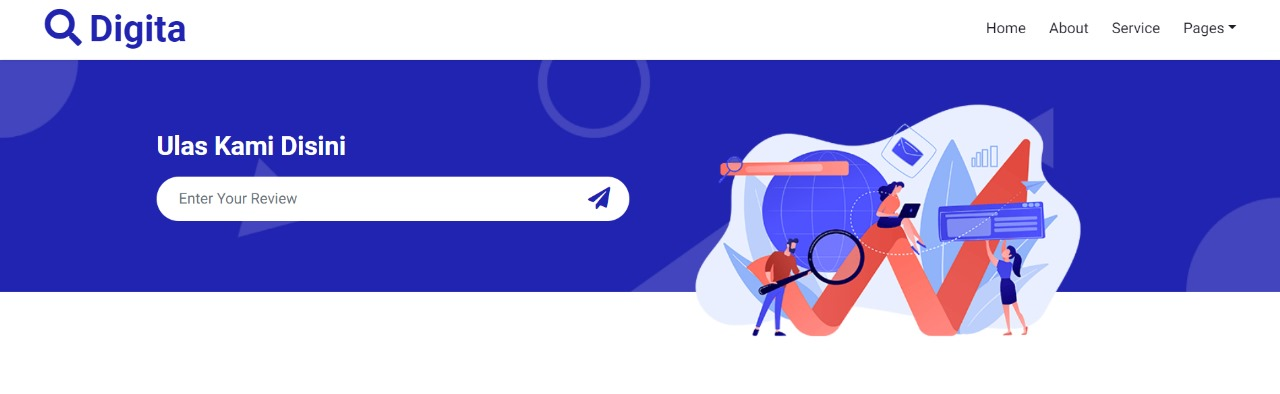 Digita
Home About Service Pages
Ulas Kami Disini
Enter Your Review